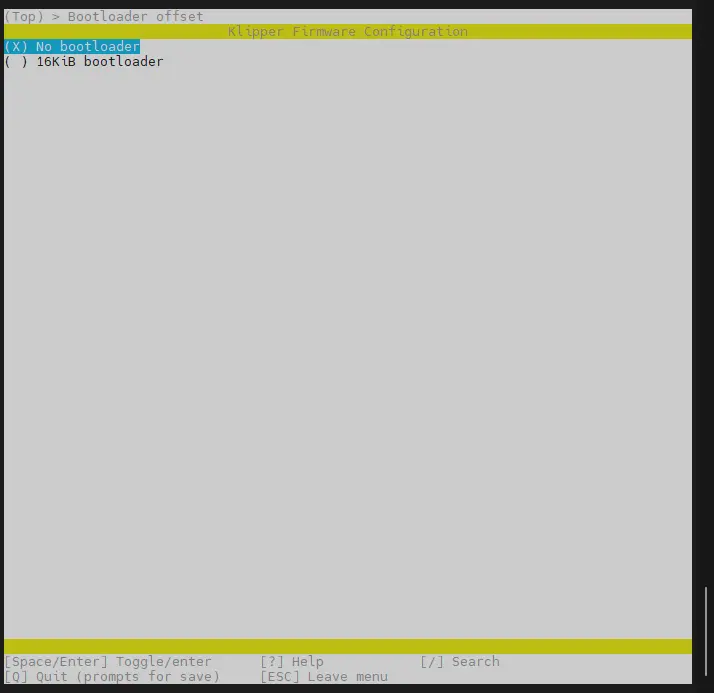 (Top) > Bootloader offset
Klipper Firmware Configuration
(X) No bootloader
( ) 16KiB bootloader
[Space/Enter] Toggle/enter [?] Help [/] Search
[Q] Quit (prompts for save) [ESC] Leave menu